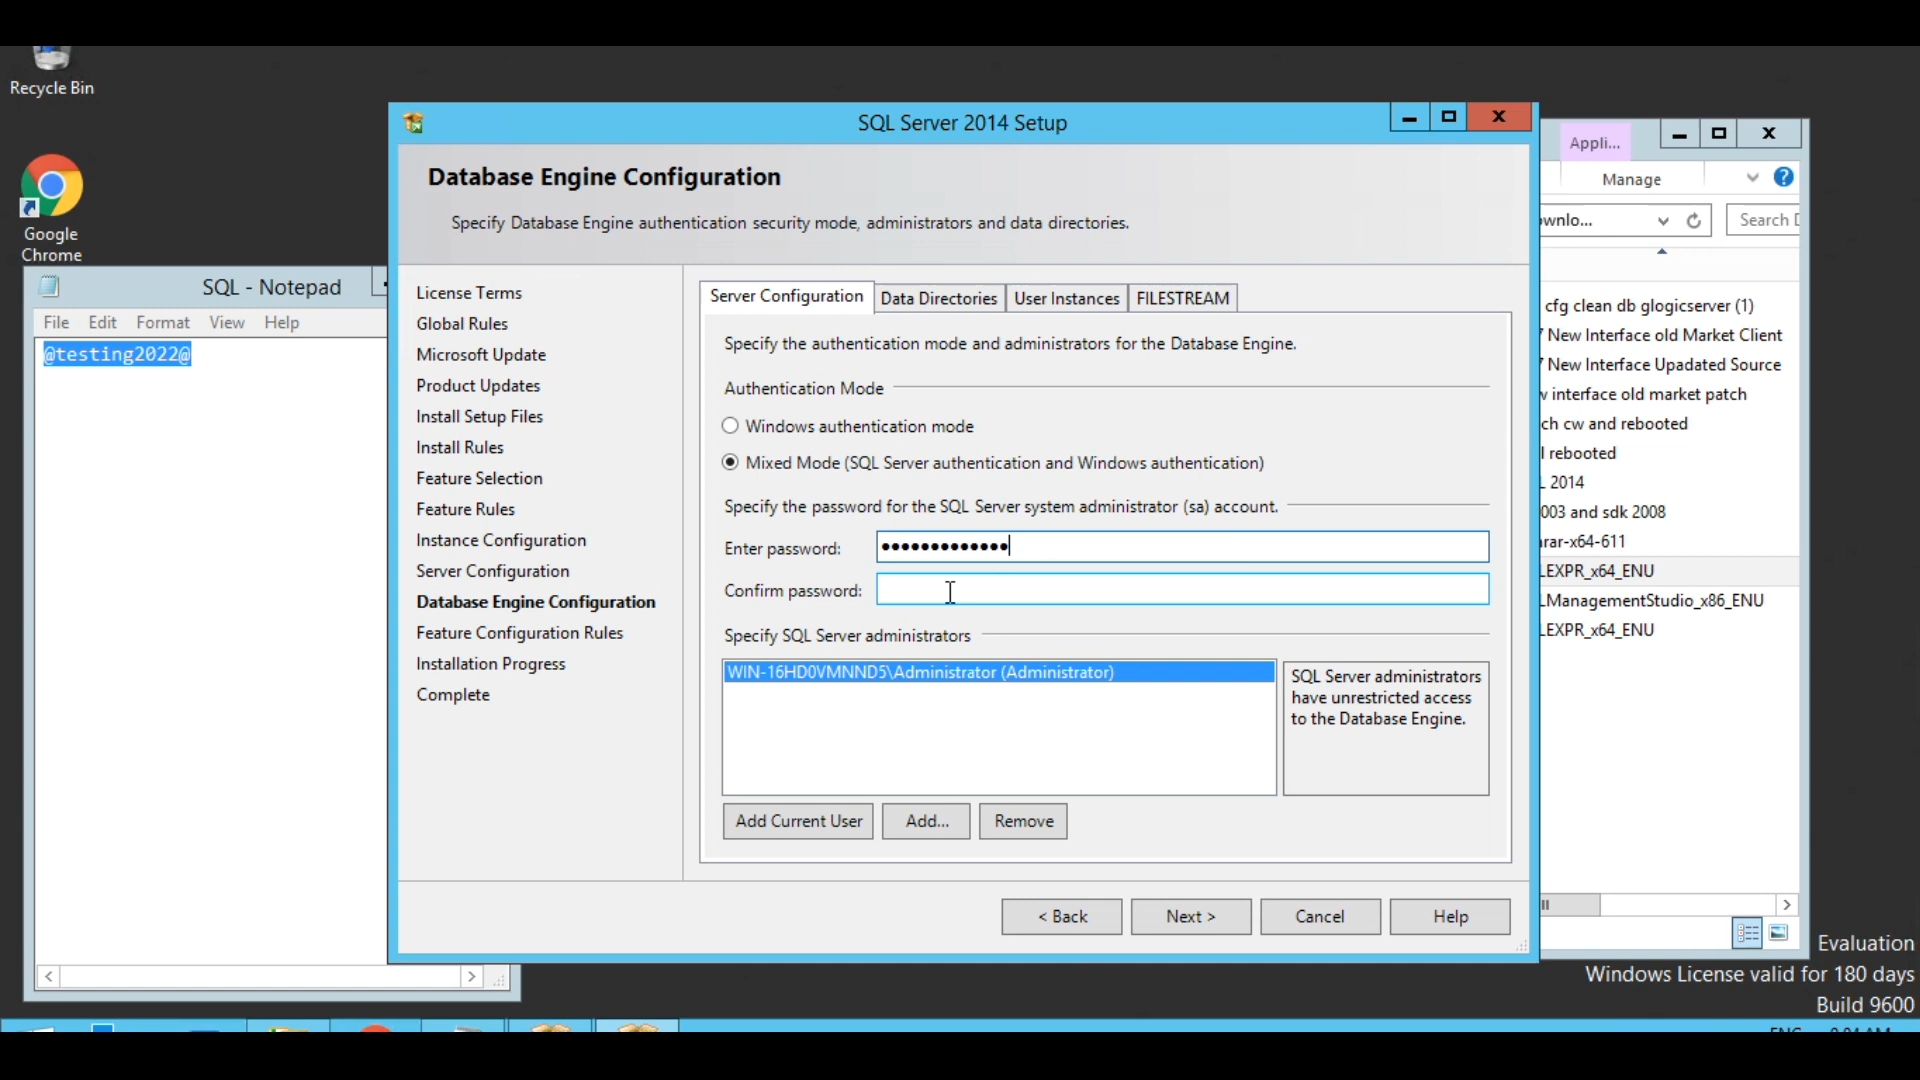 Recycle Bin
Google
Chrome
SQL - Notepad
File Edit Format View Help
@testing2022@
SQL Server 2014 Setup
Database Engine Configuration
Specify Database Engine authentication security mode, administrators and data directories.
License Terms
Global Rules
Microsoft Update
Product Updates
Install Setup Files
Install Rules
Feature Selection
Feature Rules
Instance Configuration
Server Configuration
Database Engine Configuration
Feature Configuration Rules
Installation Progress
Complete
Server Configuration Data Directories User Instances FILESTREAM
Specify the authentication mode and administrators for the Database Engine.
Authentication Mode
Windows authentication mode
Mixed Mode (SQL Server authentication and Windows authentication)
Specify the password for the SQL Server system administrator (sa) account.
Enter password: •••••••••••••
Confirm password:
Specify SQL Server administrators
WIN-16HD0VMNND5\Administrator (Administrator)
SQL Server administrators
have unrestricted access
to the Database Engine.
Add Current User Add... Remove
< Back Next > Cancel Help
Appli...
Manage
ownlo... Search D
cfg clean db glogicserver (1)
7 New Interface old Market Client
7 New Interface Upadated Source
w interface old market patch
ch cw and rebooted
l rebooted
L 2014
003 and sdk 2008
rar-x64-611
LEXPR_x64_ENU
LManagementStudio_x86_ENU
LEXPR_x64_ENU
Evaluation
Windows License valid for 180 days
Build 9600